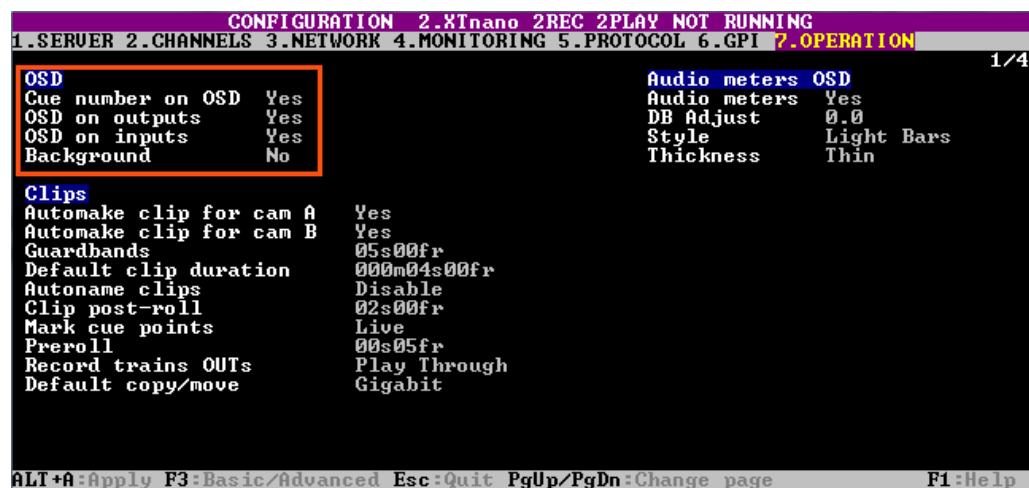 CONFIGURATION 2.XTnano 2REC 2PLAY NOT RUNNING
1.SERVER 2.CHANNELS 3.NETWORK 4.MONITORING 5.PROTOCOL 6.GPI 7.OPERATION
1/4
OSD
Cue number on OSD Yes
OSD on outputs Yes
OSD on inputs Yes
Background No
Audio meters OSD
Audio meters Yes
DB Adjust 0.0
Style Light Bars
Thickness Thin
Clips
Automake clip for cam A Yes
Automake clip for cam B Yes
Guardbands 05s00fr
Default clip duration 000m04s00fr
Autoname clips Disable
Clip post-roll 02s00fr
Mark cue points Live
Preroll 00s05fr
Record trains OUTs Play Through
Default copy/move Gigabit
ALT+A:Apply F3:Basic/Advanced Esc:Quit PgUp/PgDn:Change page F1:Help